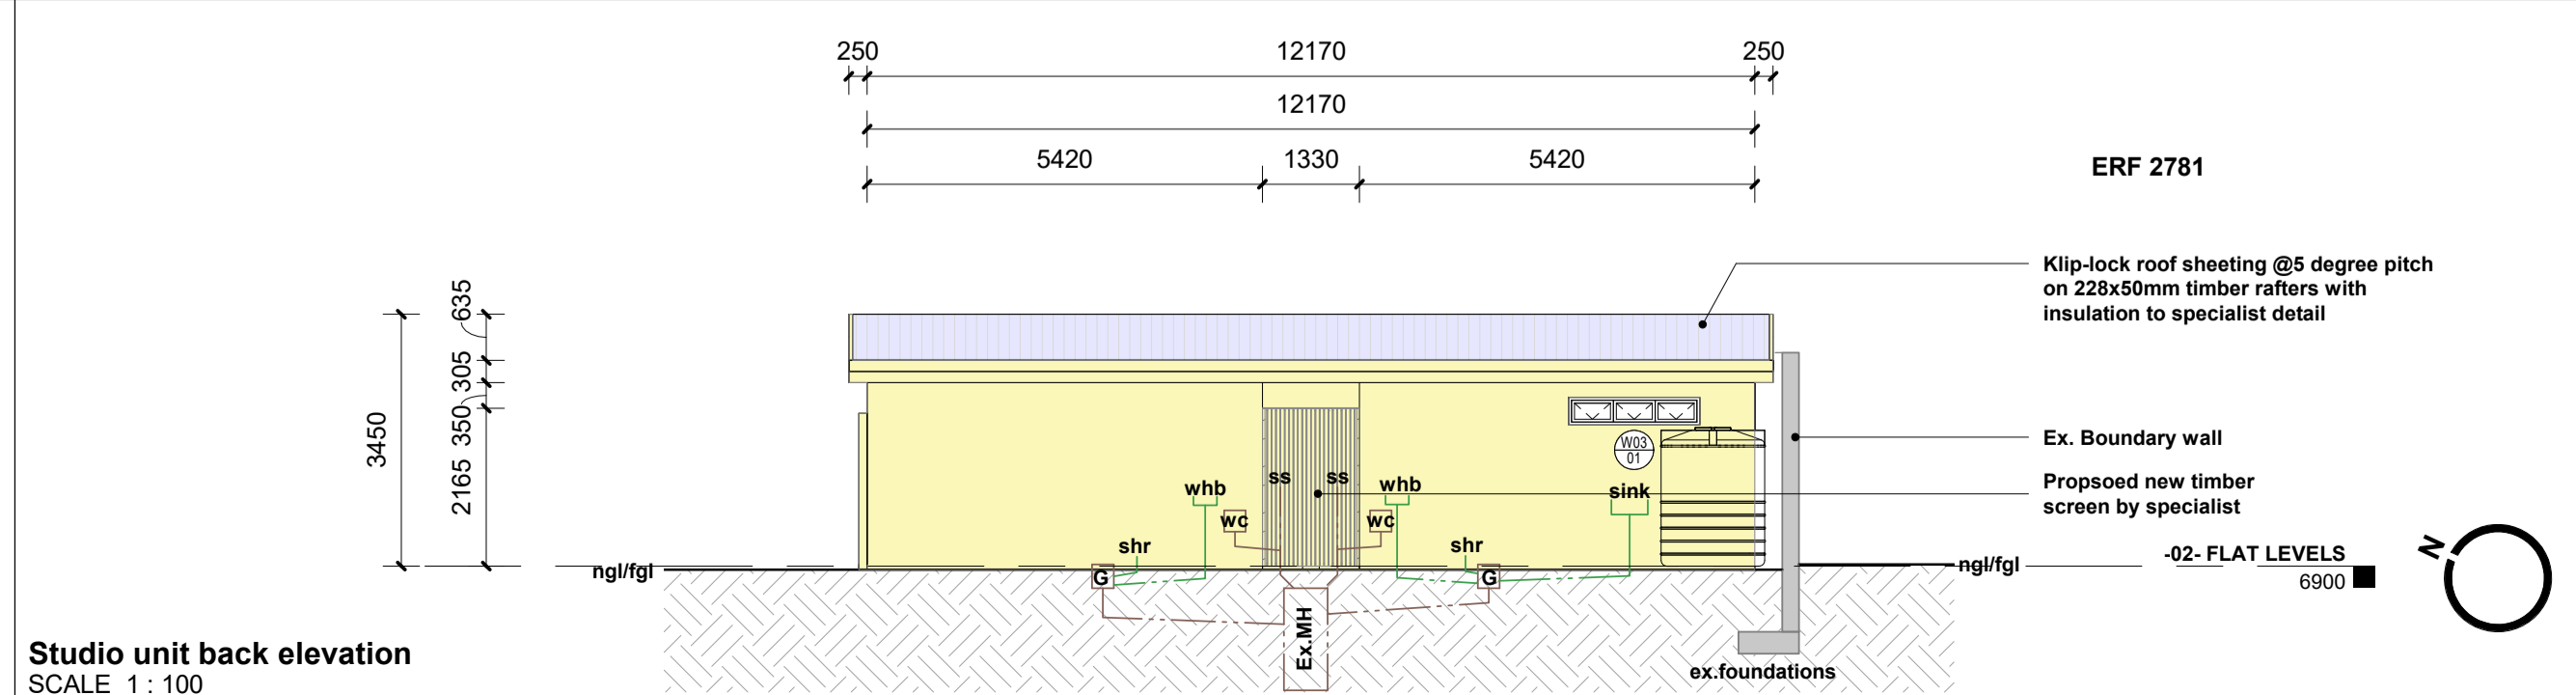 250
12170
250
12170
5420
1330
5420
ERF 2781
Klip-lock roof sheeting @5 degree pitch
on 228x50mm timber rafters with
insulation to specialist detail
635
305
350
2165
3450
W03
01
Ex. Boundary wall
ss
ss
whb
whb
sink
Propsoed new timber
screen by specialist
wc
wc
shr
shr
ngl/fgl
G
G
ngl/fgl
-02- FLAT LEVELS
6900
N
Ex.MH
ex.foundations
Studio unit back elevation
SCALE 1 : 100